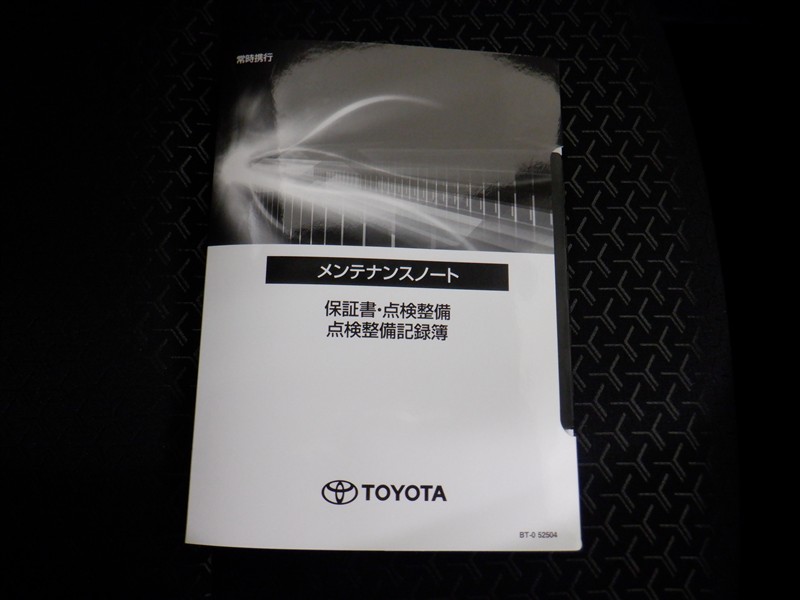 常時携行
メンテナンスノート
保証書・点検整備
点検整備記録簿
TOYOTA
BT-0 52504